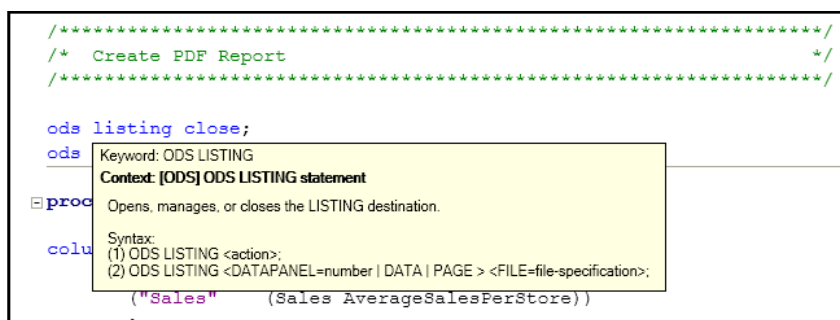 /*********************************************************************/
/*  Create PDF Report                                                */
/*********************************************************************/
ods listing close;
ods
Keyword: ODS LISTING
Context: [ODS] ODS LISTING statement
Opens, manages, or closes the LISTING destination.
Syntax:
(1) ODS LISTING <action>;
(2) ODS LISTING <DATAPANEL=number | DATA | PAGE > <FILE=file-specification>;
proc
colu
("Sales"    (Sales AverageSalesPerStore))